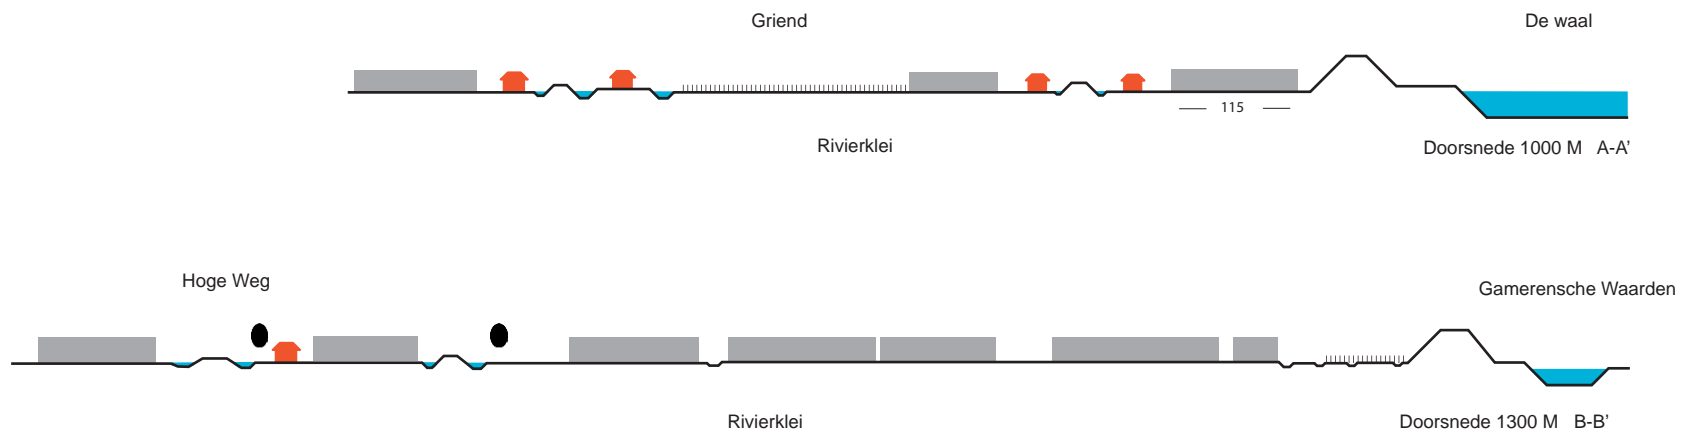 Griend
De waal
115
Rivierklei
Doorsnede 1000 M A-A'
Hoge Weg
Gamerensche Waarden
Rivierklei
Doorsnede 1300 M B-B'